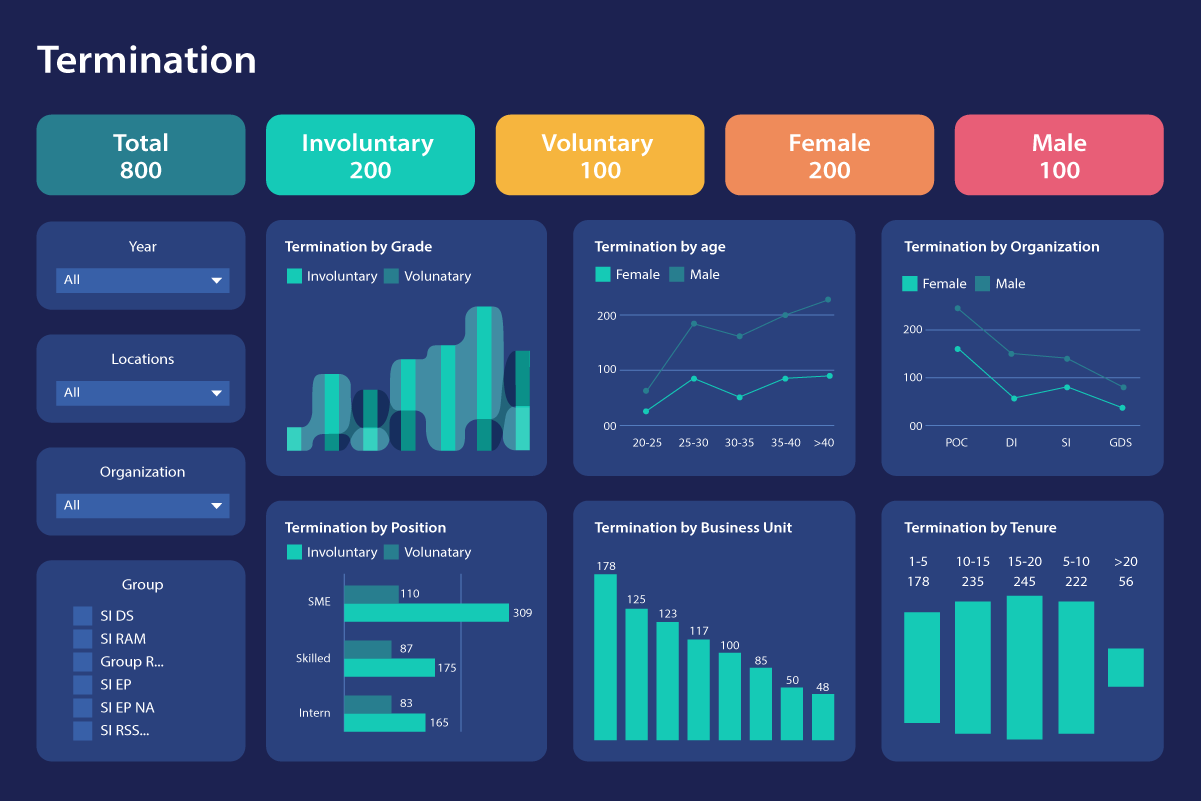 Termination
Total
800
Involuntary
200
Voluntary
100
Female
200
Male
100
Year
All
Locations
All
Organization
All
Group
SI DS
SI RAM
Group R...
SI EP
SI EP NA
SI RSS...
Termination by Grade
Involuntary Volunatary
Termination by age
Female Male
200
100
00
20-25 25-30 30-35 35-40 >40
Termination by Organization
Female Male
200
100
00
POC DI SI GDS
Termination by Position
Involuntary Volunatary
SME 110
309
Skilled 87
175
Intern 83
165
Termination by Business Unit
178 125 123 117 100 85 50 48
Termination by Tenure
1-5 10-15 15-20 5-10 >20
178 235 245 222 56